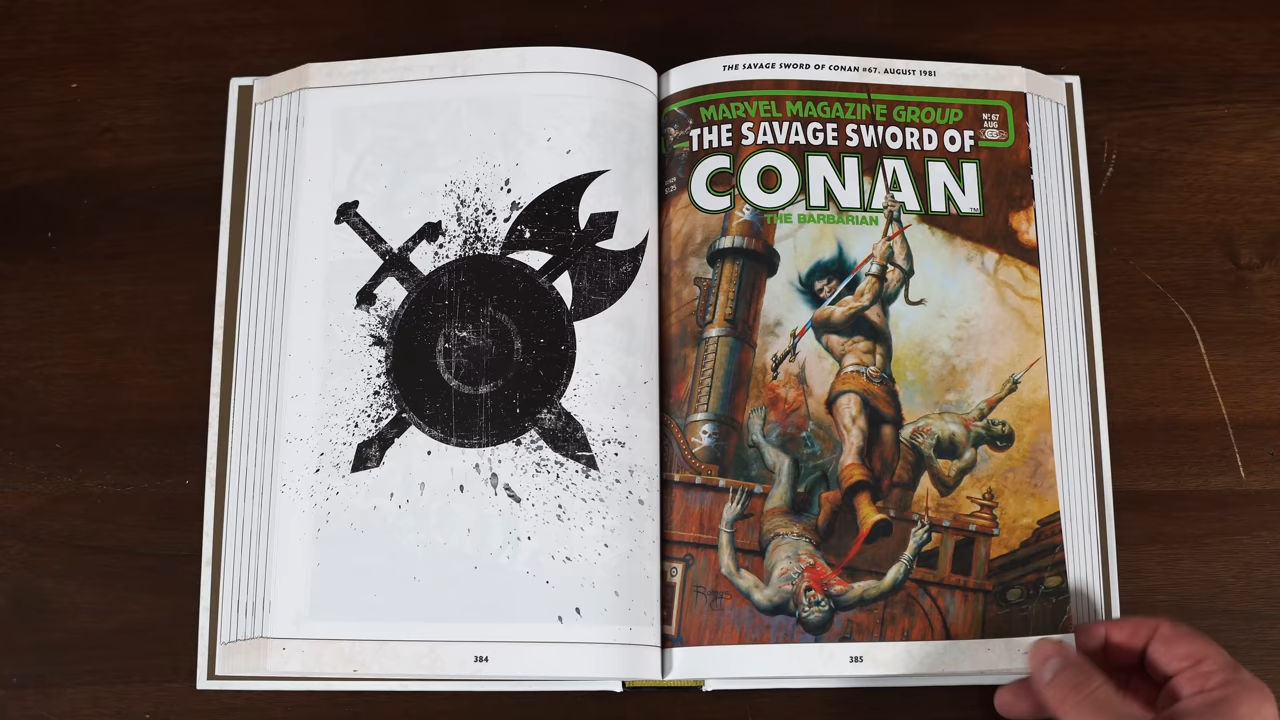 THE SAVAGE SWORD OF CONAN #67, AUGUST 1981
MARVEL MAGAZINE GROUP
Nº 67
AUG
THE SAVAGE SWORD OF
CONAN
TM
THE BARBARIAN
384
385